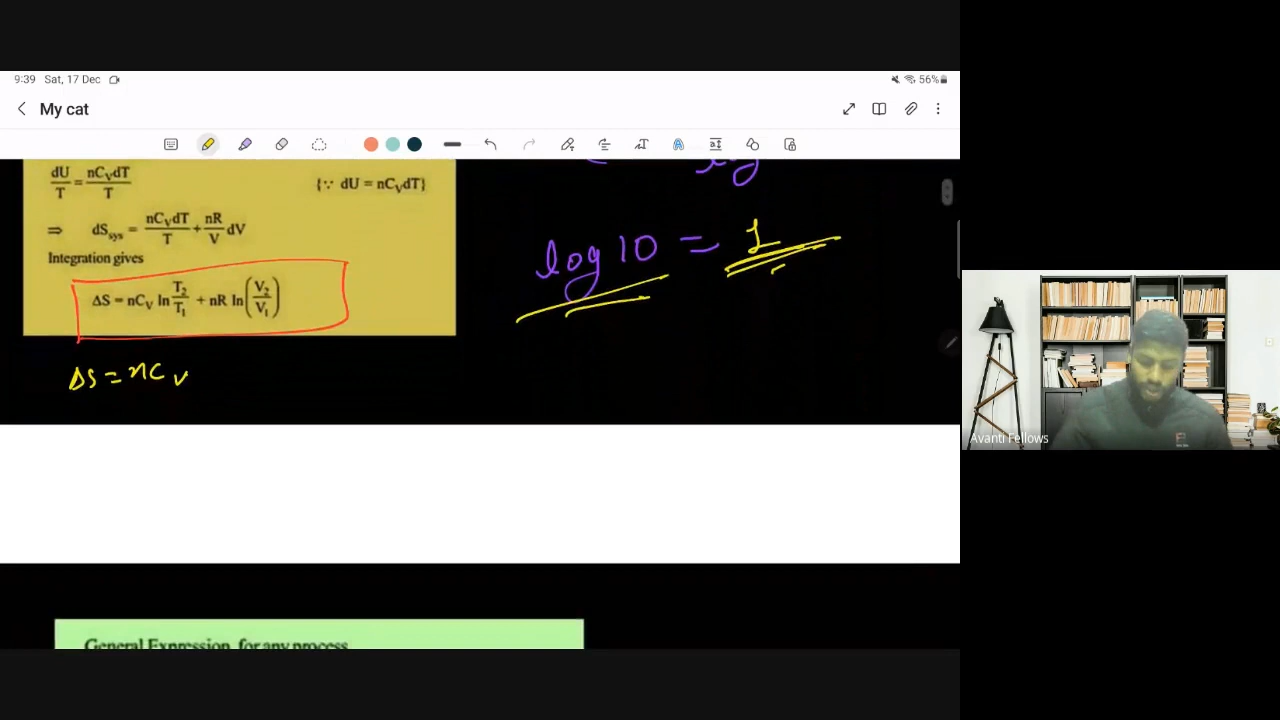 9:39 Sat, 17 Dec
56%
My cat
dU/T = nCVdT/T {∵ dU = nCVdT}
⇒ dSsys = nCVdT/T + nR/V dV
Integration gives
ΔS = nCV ln T2/T1 + nR ln(V2/V1)
ΔS = nCv
log
log 10 = 1
General Expression for any process
Avanti Fellows